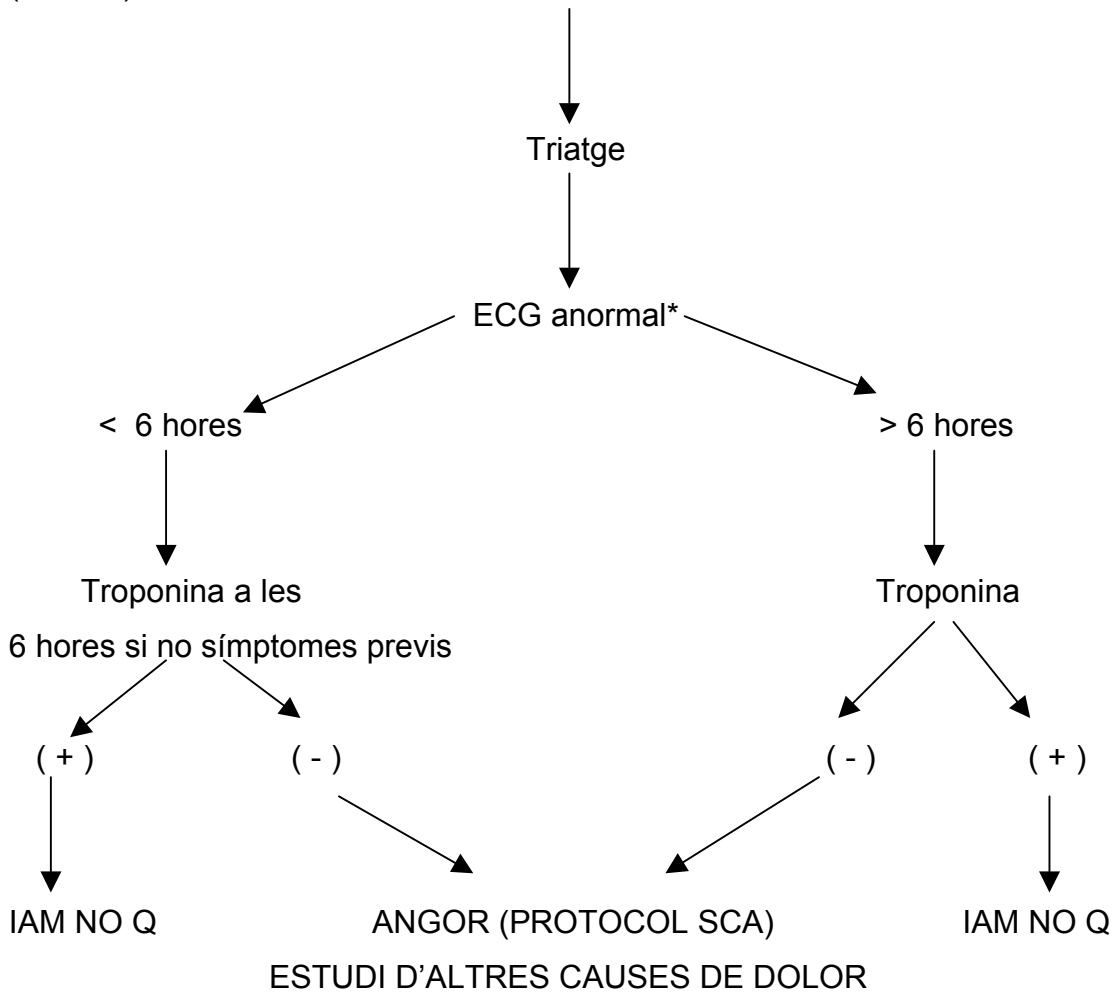 Triatge
ECG anormal*
< 6 hores
> 6 hores
Troponina a les
6 hores si no símptomes previs
Troponina
( + )
( - )
( - )
( + )
IAM NO Q
ANGOR (PROTOCOL SCA)
IAM NO Q
ESTUDI D’ALTRES CAUSES DE DOLOR